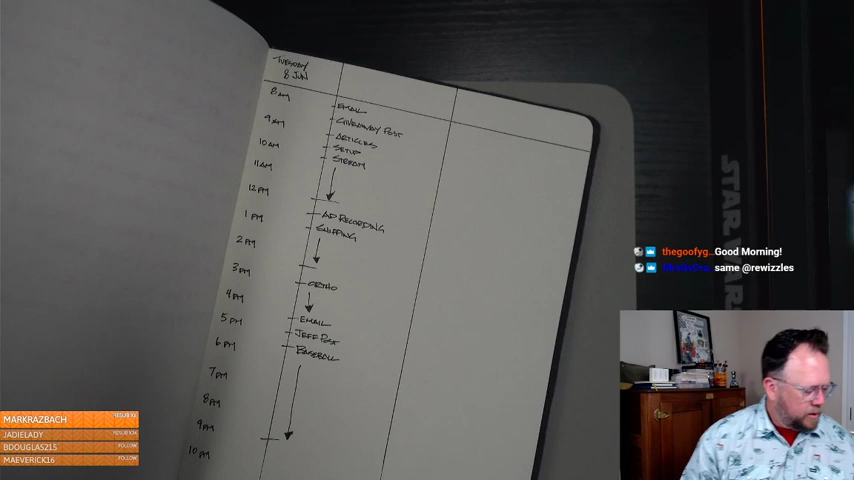 TUESDAY
8 JUN
8 AM
EMAIL
9 AM
GIVEAWAY POST
ARTICLES
10 AM
SETUP
11 AM
STREAM
12 PM
1 PM
AD RECORDING
SHIPPING
2 PM
3 PM
ORTHO
4 PM
5 PM
EMAIL
JEFF POST
6 PM
BASEBALL
7 PM
8 PM
9 PM
10 PM
STAR WARS
thegoofyg.. Good Morning!
same @rewizzles
MARKRAZBACH
JADIELADY
BDOUGLAS215 FOLLOW
MAEVERICK16 FOLLOW